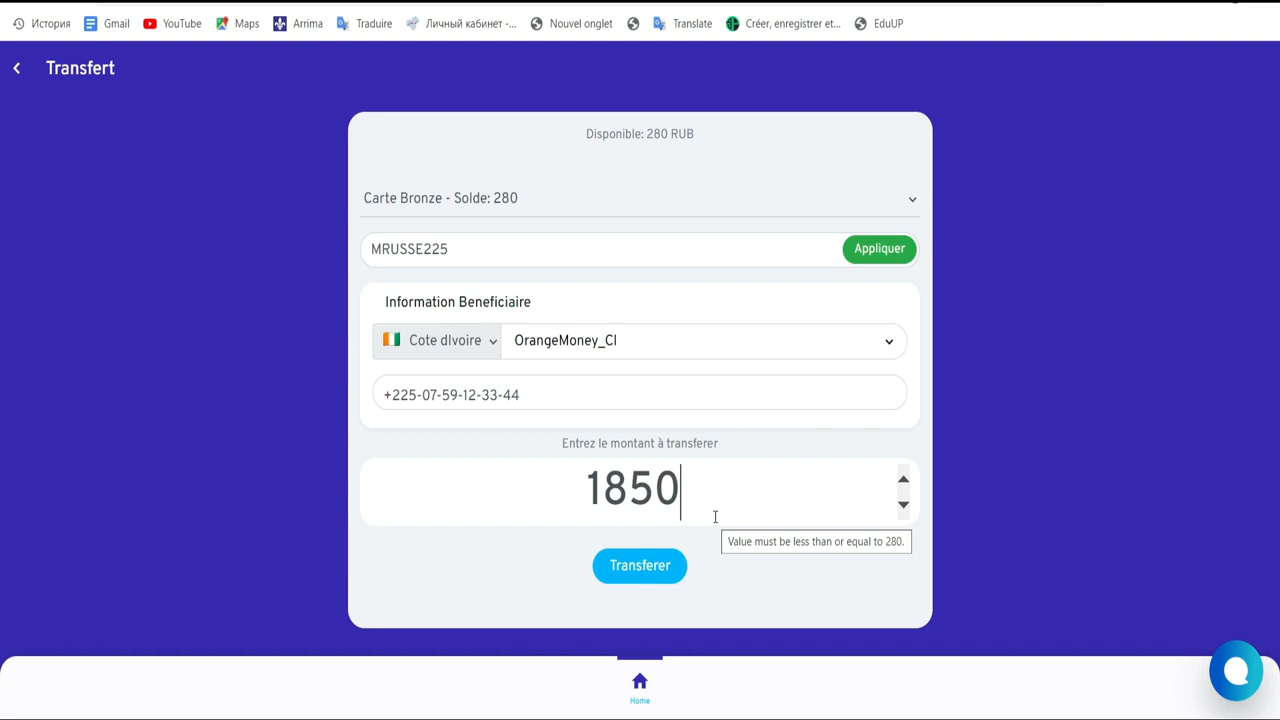 История Gmail YouTube Maps Arrima Traduire Личный кабинет -... Nouvel onglet Translate Créer, enregistrer et... EduUP
Transfert
Disponible: 280 RUB
Carte Bronze - Solde: 280
MRUSSE225 Appliquer
Information Beneficiaire
Cote dIvoire OrangeMoney_CI
+225-07-59-12-33-44
Entrez le montant à transferer
1850
Value must be less than or equal to 280.
Transferer
Home